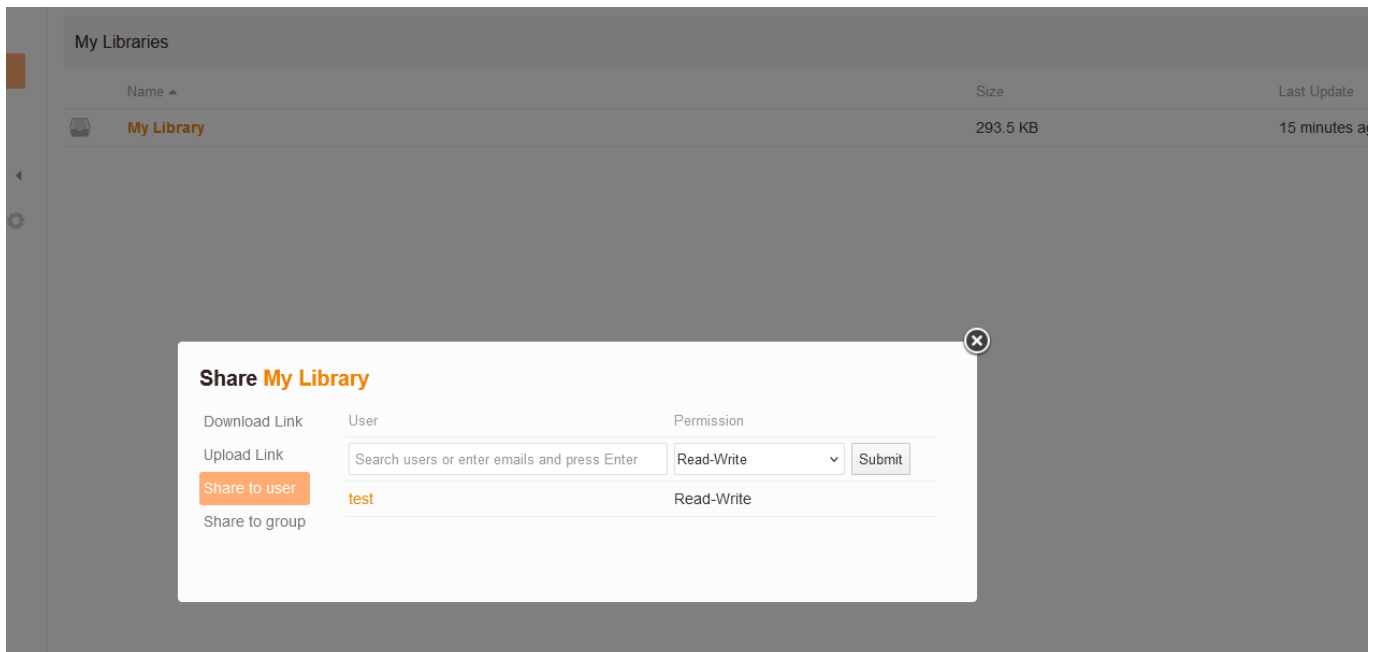 My Libraries
Name Size Last Update
My Library 293.5 KB 15 minutes
Share My Library
Download Link
Upload Link
Share to user
Share to group
User Permission
Search users or enter emails and press Enter Read-Write Submit
test Read-Write